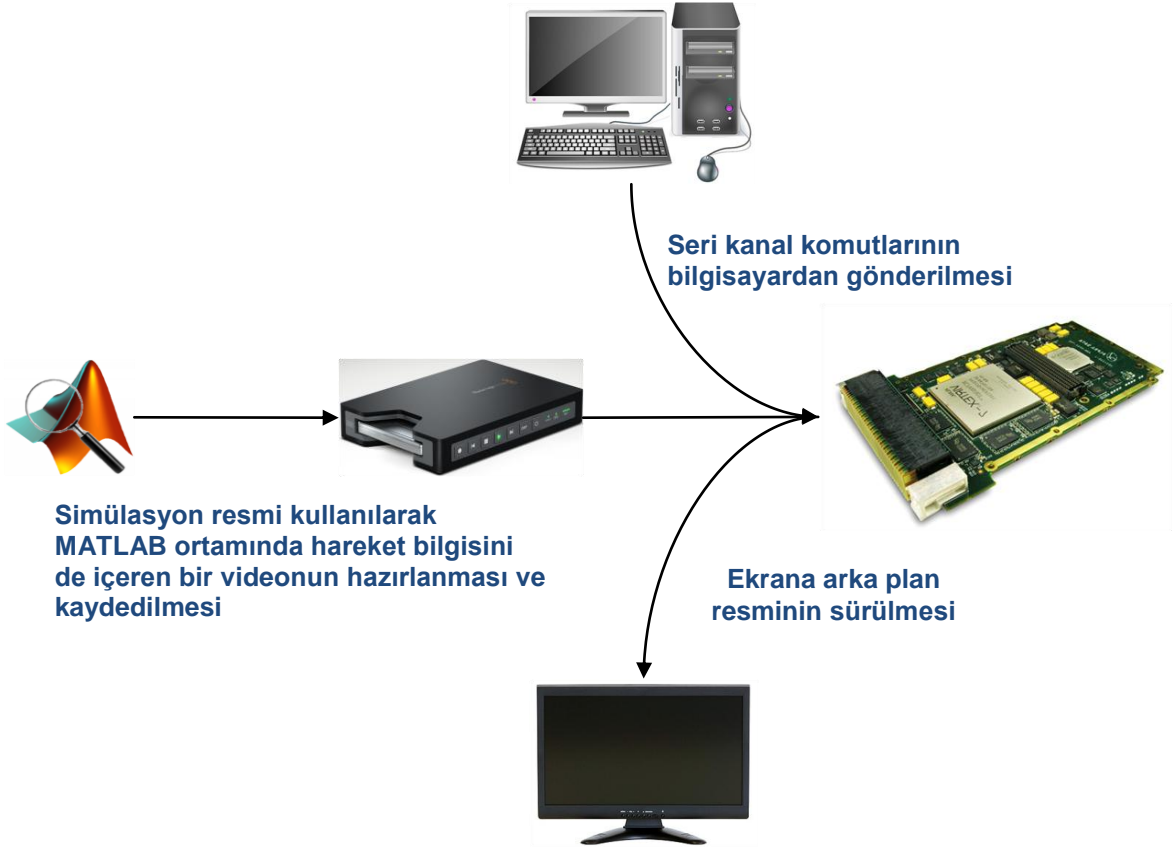 Seri kanal komutlarının
bilgisayardan gönderilmesi
Simülasyon resmi kullanılarak
MATLAB ortamında hareket bilgisini
de içeren bir videonun hazırlanması ve
kaydedilmesi
Ekrana arka plan
resminin sürülmesi